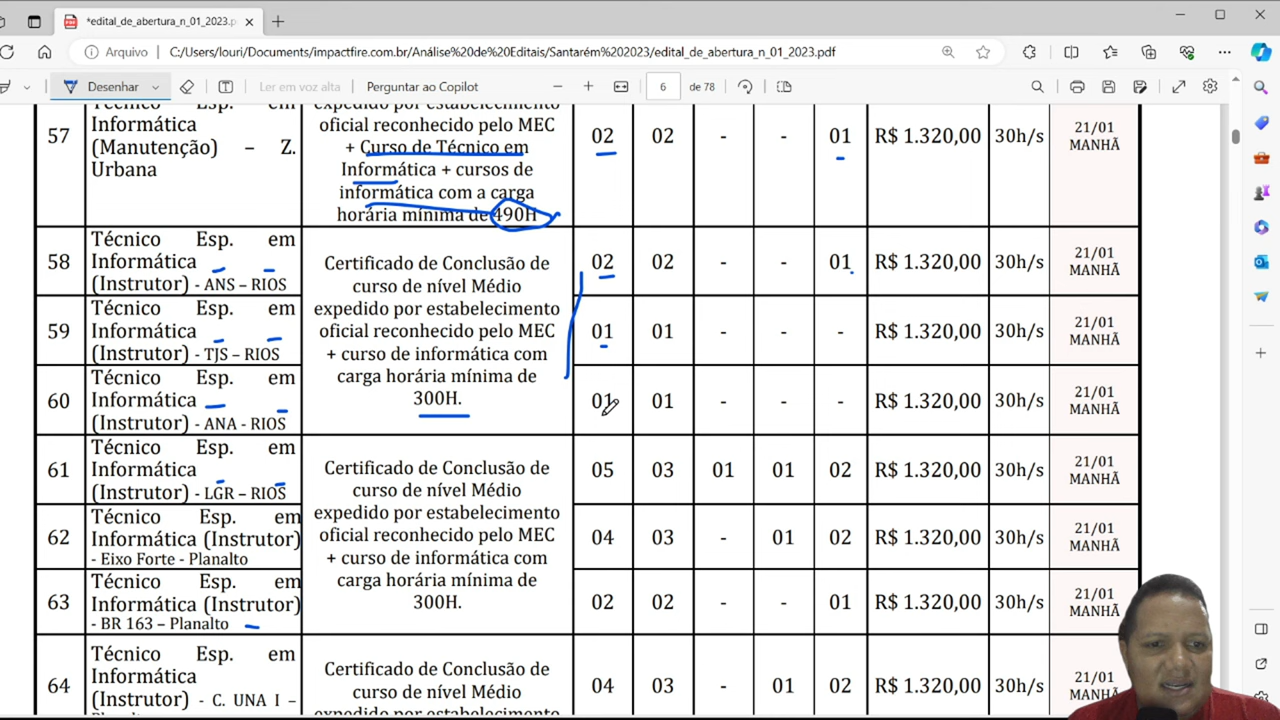 *edital_de_abertura_n_01_2023.p
Arquivo
C:/Users/louri/Documents/impactfire.com.br/Análise%20de%20Editais/Santarém%202023/edital_de_abertura_n_01_2023.pdf
Desenhar
Ler em voz alta
Perguntar ao Copilot
6
de 78
57
Informática
(Manutenção) – Z.
Urbana
expedido por estabelecimento
oficial reconhecido pelo MEC
+ Curso de Técnico em
Informática + cursos de
informática com a carga
horária mínima de 490H
02
02
-
-
01
R$ 1.320,00
30h/s
21/01
MANHÃ
58
Técnico Esp. em
Informática
(Instrutor) - ANS – RIOS
Certificado de Conclusão de
curso de nível Médio
expedido por estabelecimento
oficial reconhecido pelo MEC
+ curso de informática com
carga horária mínima de
300H.
02
02
-
-
01
R$ 1.320,00
30h/s
21/01
MANHÃ
59
Técnico Esp. em
Informática
(Instrutor) - TJS – RIOS
01
01
-
-
-
R$ 1.320,00
30h/s
21/01
MANHÃ
60
Técnico Esp. em
Informática
(Instrutor) - ANA - RIOS
01
01
-
-
-
R$ 1.320,00
30h/s
21/01
MANHÃ
61
Técnico Esp. em
Informática
(Instrutor) - LGR – RIOS
Certificado de Conclusão de
curso de nível Médio
expedido por estabelecimento
oficial reconhecido pelo MEC
+ curso de informática com
carga horária mínima de
300H.
05
03
01
01
02
R$ 1.320,00
30h/s
21/01
MANHÃ
62
Técnico Esp. em
Informática (Instrutor)
- Eixo Forte - Planalto
04
03
-
01
02
R$ 1.320,00
30h/s
21/01
MANHÃ
63
Técnico Esp. em
Informática (Instrutor)
- BR 163 – Planalto
02
02
-
-
01
R$ 1.320,00
30h/s
21/01
MANHÃ
64
Técnico Esp. em
Informática
(Instrutor) - C. UNA I –
Certificado de Conclusão de
curso de nível Médio
expedido por estabelecimento
04
03
-
01
02
R$ 1.320,00
30h/s
21/01
MANHÃ